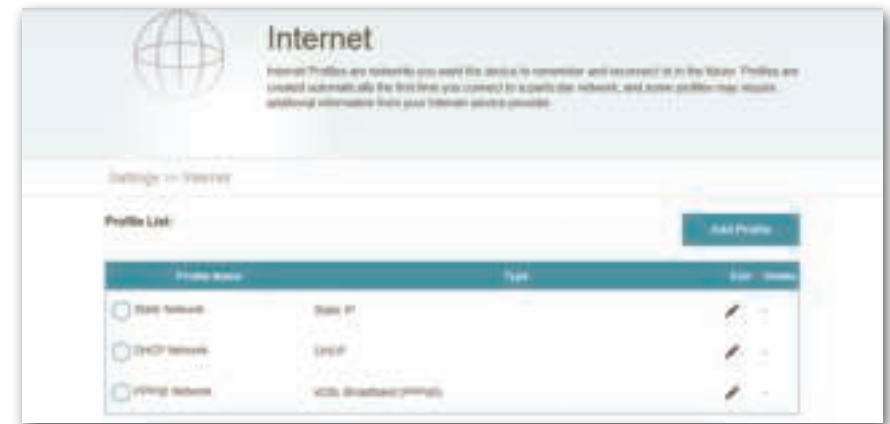 Internet
Internet Profiles are networks you want the device to remember and reconnect to in the future. Profiles are
created automatically the first time you connect to a particular network, and some profiles may require
additional information from your Internet service provider.
Settings >> Internet
Profile List:
Add Profile
Profile Name Type Edit Delete
Static Network Static IP -
DHCP Network DHCP -
PPPoE Network (PPPoE) -